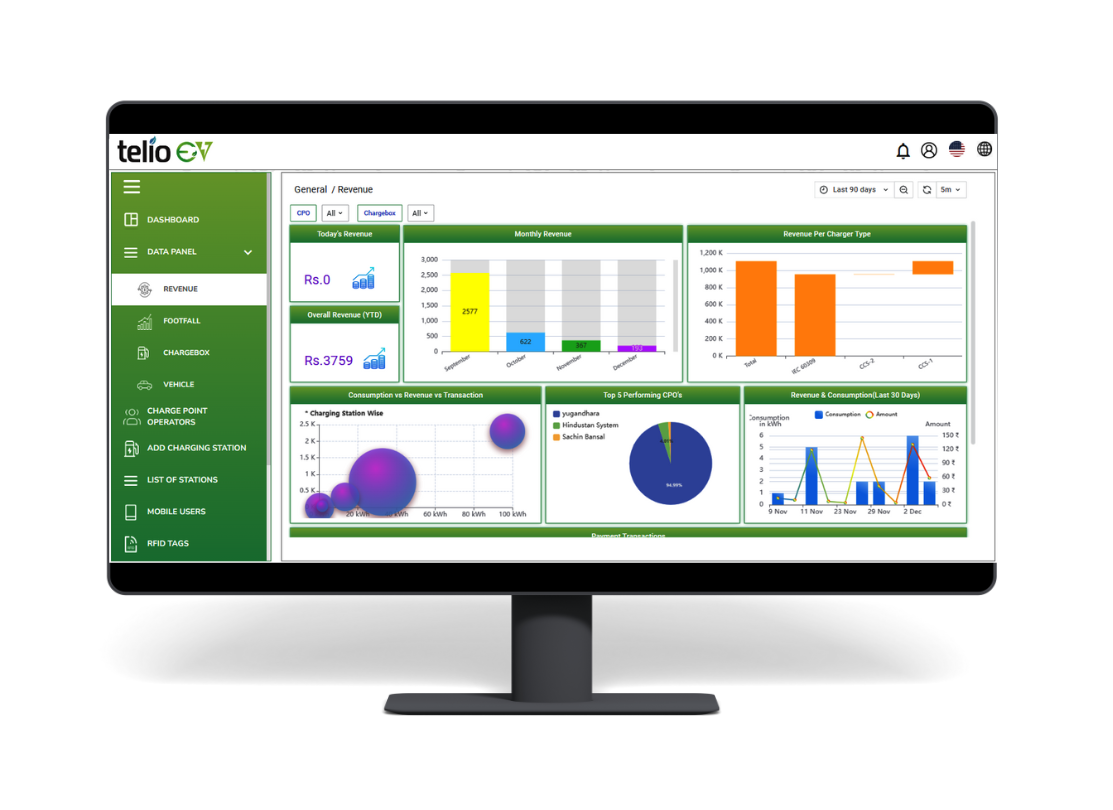 telio EV
DASHBOARD
DATA PANEL
REVENUE
FOOTFALL
CHARGEBOX
VEHICLE
CHARGE POINT
OPERATORS
ADD CHARGING STATION
LIST OF STATIONS
MOBILE USERS
RFID TAGS
General / Revenue
Last 90 days
5m
CPO
All
Chargebox
All
Today's Revenue
Rs.0
Overall Revenue (YTD)
Rs.3759
Monthly Revenue
3,000
2,500
2,000
1,500
1,000
500
0
2577
622
367
September
October
November
December
Revenue Per Charger Type
1,200 K
1,000 K
800 K
600 K
400 K
200 K
0 K
Total
IEC 60309
CCS-2
CCS-1
Consumption vs Revenue vs Transaction
* Charging Station Wise
2.5 K
2 K
1.5 K
1 K
0.5 K
20 kWh
kWh
60 kWh
80 kWh
100 kWh
Top 5 Performing CPO's
yugandhara
Hindustan System
Sachin Bansal
Revenue & Consumption(Last 30 Days)
Consumption
in kWh
Consumption
Amount
Amount
6
5
4
3
2
1
0
150 ₹
120 ₹
90 ₹
60 ₹
30 ₹
0 ₹
9 Nov
11 Nov
23 Nov
29 Nov
2 Dec
Payment Transactions